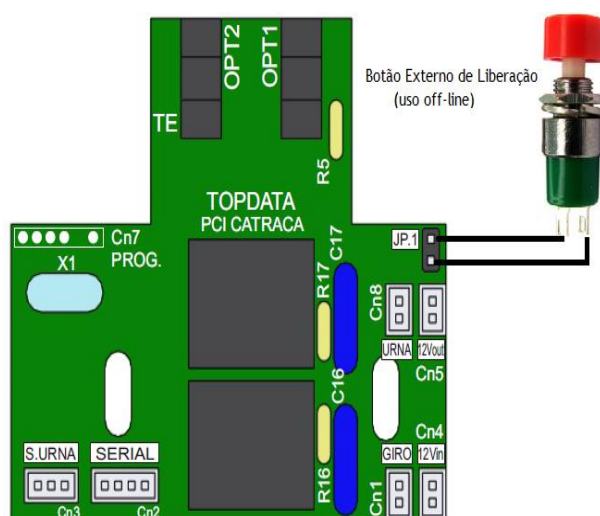 OPT2
OPT1
TE
R5
Botão Externo de Liberação
(uso off-line)
TOPDATA
PCI CATRACA
Cn7
PROG.
X1
JP.1
R17
C17
Cn8
URNA
12Vout
Cn5
C16
R16
Cn4
GIRO
12Vin
Cn1
S.URNA
SERIAL
Cn3
Cn2